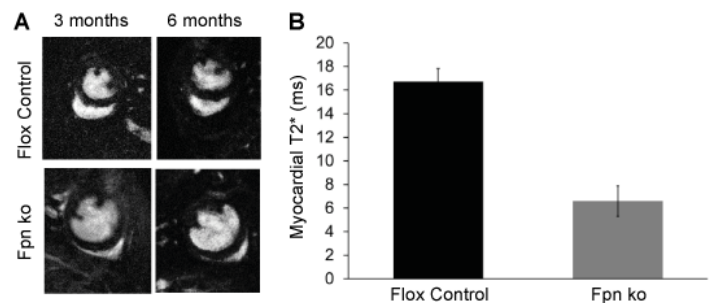 A
3 months 6 months
Flox Control
Fpn ko
B
Myocardial T2* (ms)
20
18
16
14
12
10
8
6
4
2
0
Flox Control Fpn ko